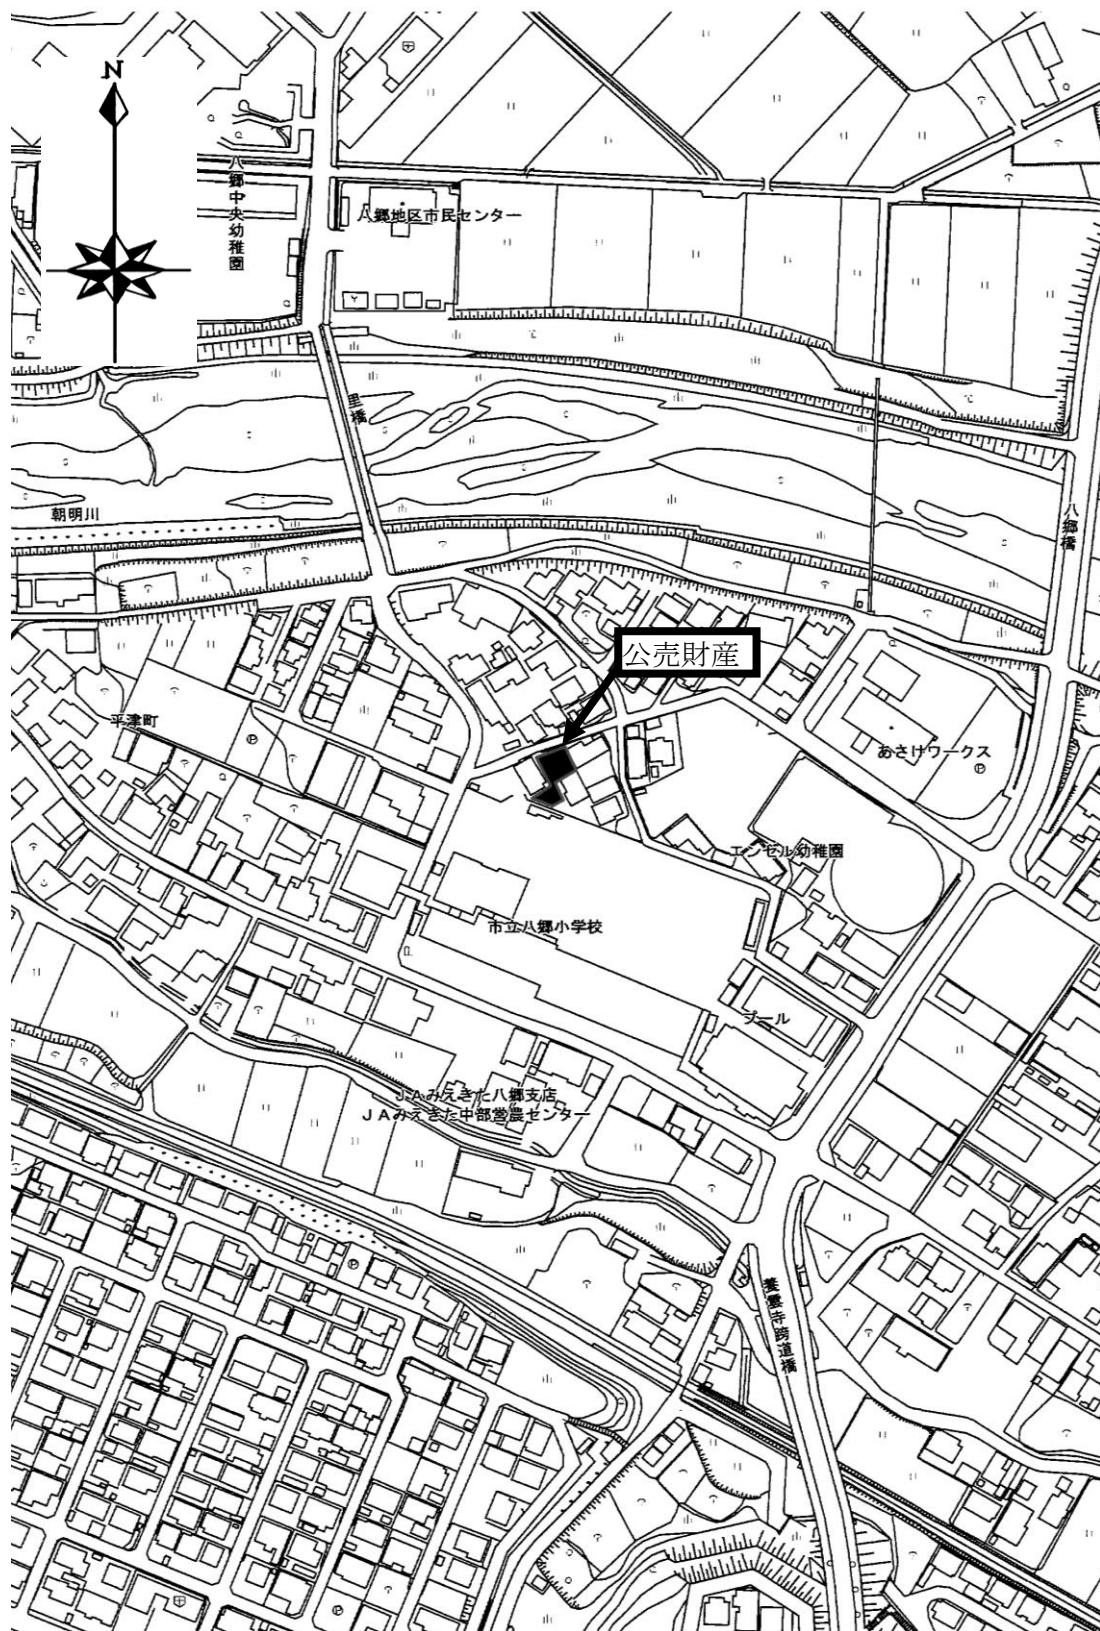 N
八郷中央幼稚園
八郷地区市民センター
里橋
朝明川
八郷橋
公売財産
平津町
あさけワークス
エンゼル幼稚園
市立八郷小学校
プール
JAみえきた八郷支店
JAみえきた中部営農センター
養雲寺跨道橋